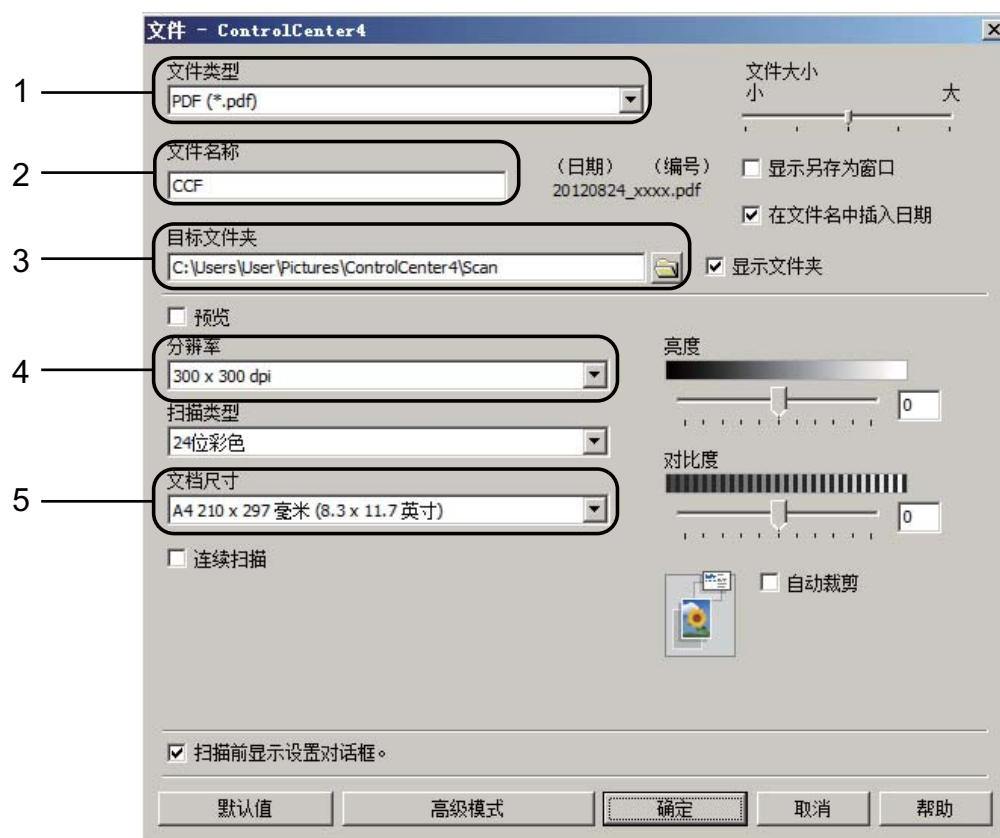 文件 - ControlCenter4
1
文件类型
PDF (*.pdf)
文件大小
小 大
2
文件名称
CCF
(日期) (编号)
20120824_xxxx.pdf
显示另存为窗口
在文件名中插入日期
3
目标文件夹
C:\Users\User\Pictures\ControlCenter4\Scan
显示文件夹
预览
4
分辨率
300 x 300 dpi
亮度
0
扫描类型
24位彩色
对比度
0
5
文档尺寸
A4 210 x 297 毫米 (8.3 x 11.7 英寸)
连续扫描
自动裁剪
扫描前显示设置对话框。
默认值 高级模式 确定 取消 帮助